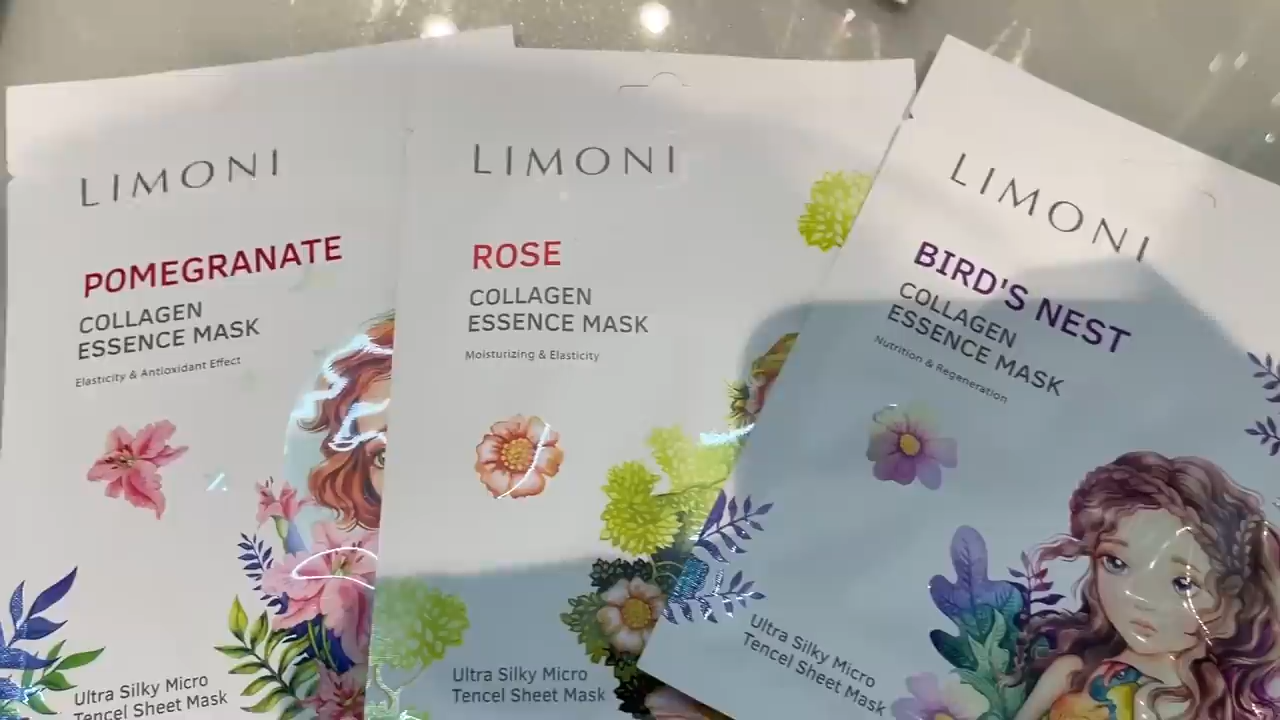 LIMONI
POMEGRANATE
COLLAGEN
ESSENCE MASK
Elasticity & Antioxidant Effect
Ultra Silky Micro
Tencel Sheet Mask
LIMONI
ROSE
COLLAGEN
ESSENCE MASK
Moisturizing & Elasticity
Ultra Silky Micro
Tencel Sheet Mask
LIMONI
BIRD'S NEST
COLLAGEN
ESSENCE MASK
Nutrition & Regeneration
Ultra Silky Micro
Tencel Sheet Mask